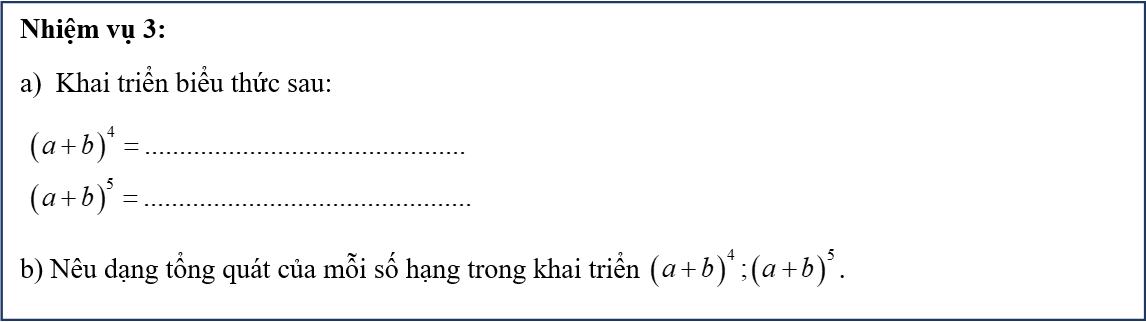 Nhiệm vụ 3:
a) Khai triển biểu thức sau:
(a+b)^4 = ..............................................
(a+b)^5 = ...............................................
b) Nêu dạng tổng quát của mỗi số hạng trong khai triển (a+b)^4;(a+b)^5.